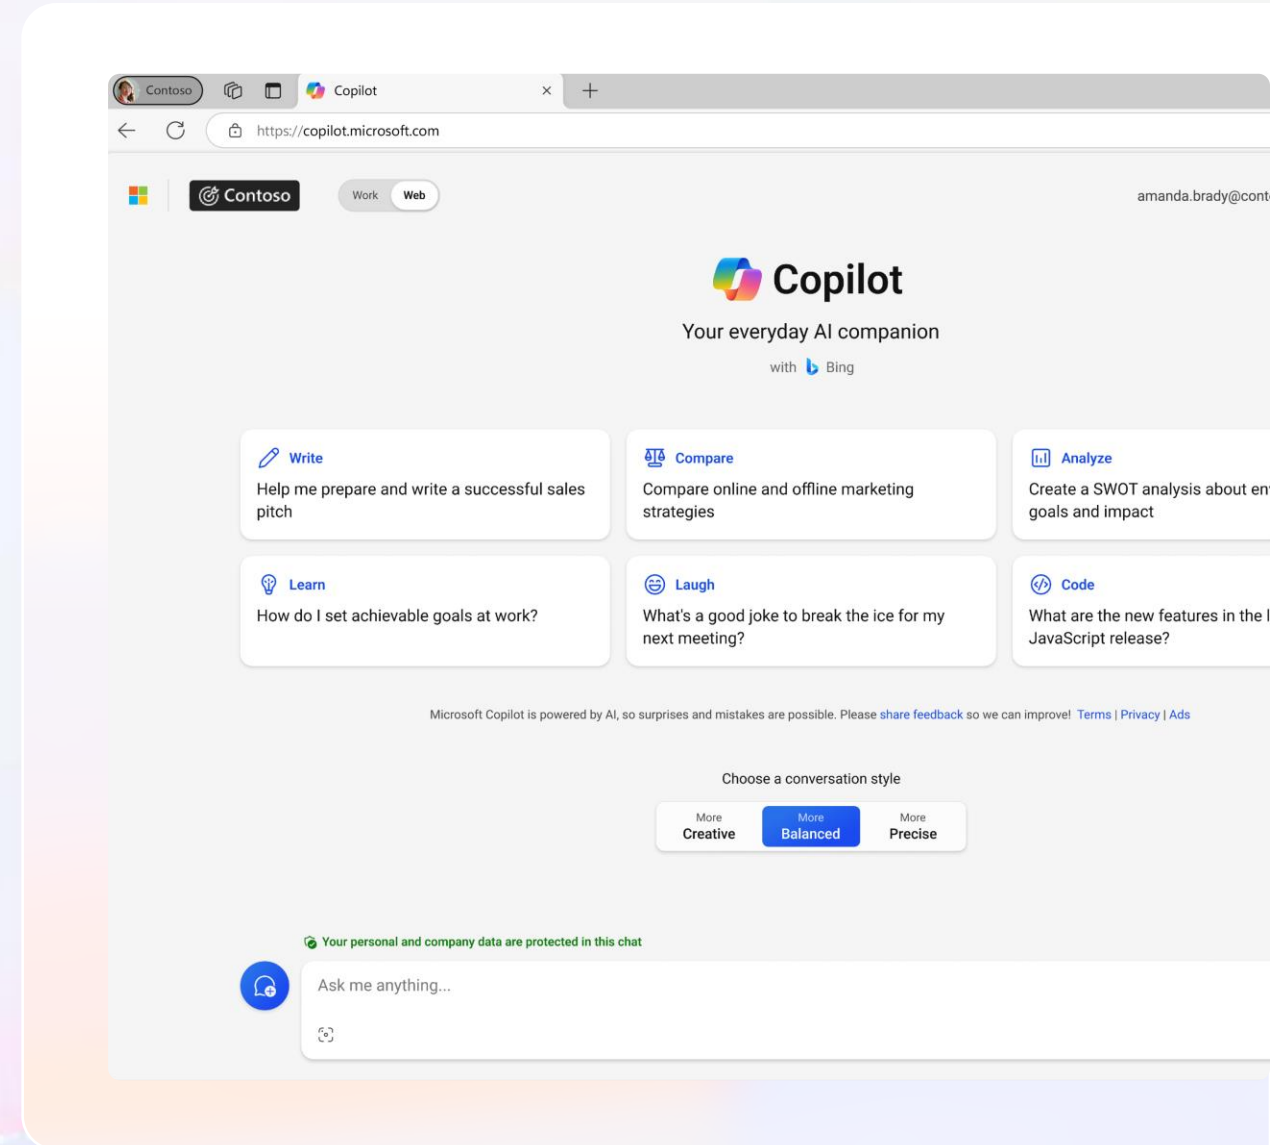 Contoso
Copilot
https://copilot.microsoft.com
Contoso
Work
Web
amanda.brady@cont
Copilot
Your everyday AI companion
with Bing
Write
Help me prepare and write a successful sales
pitch
Compare
Compare online and offline marketing
strategies
Analyze
Create a SWOT analysis about
goals and impact
Learn
How do I set achievable goals at work?
Laugh
What's a good joke to break the ice for my
next meeting?
Code
What are the new features in the
JavaScript release?
Microsoft Copilot is powered by AI, so surprises and mistakes are possible. Please share feedback so we can improve! Terms | Privacy | Ads
Choose a conversation style
More
Creative
More
Balanced
More
Precise
Your personal and company data are protected in this chat
Ask me anything...